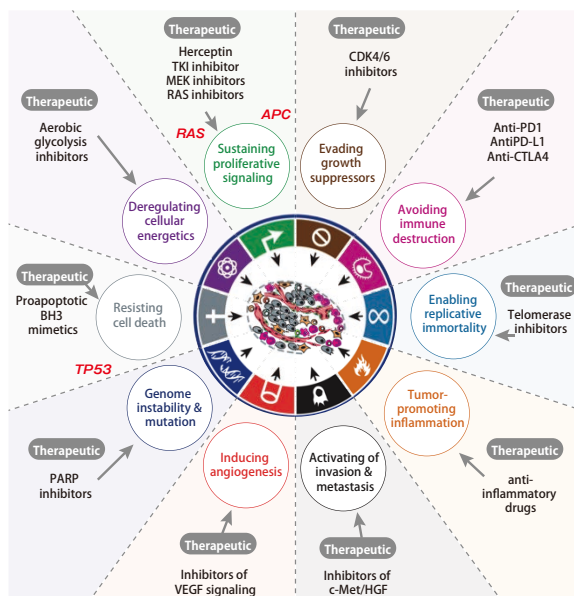 Therapeutic
Herceptin
TKI inhibitor
MEK inhibitors
RAS inhibitors
RAS
APC
Sustaining
proliferative
signaling
Therapeutic
CDK4/6
inhibitors
Evading
growth
suppressors
Therapeutic
Anti-PD1
AntiPD-L1
Anti-CTLA4
Avoiding
immune
destruction
Therapeutic
Telomerase
inhibitors
Enabling
replicative
immortality
Therapeutic
anti-
inflammatory
drugs
Tumor-
promoting
inflammation
Activating of
invasion &
metastasis
Therapeutic
Inhibitors of
c-Met/HGF
Inducing
angiogenesis
Therapeutic
Inhibitors of
VEGF signaling
Genome
instability &
mutation
Therapeutic
PARP
inhibitors
TP53
Resisting
cell death
Therapeutic
Proapoptotic
BH3
mimetics
Deregulating
cellular
energetics
Therapeutic
Aerobic
glycolysis
inhibitors